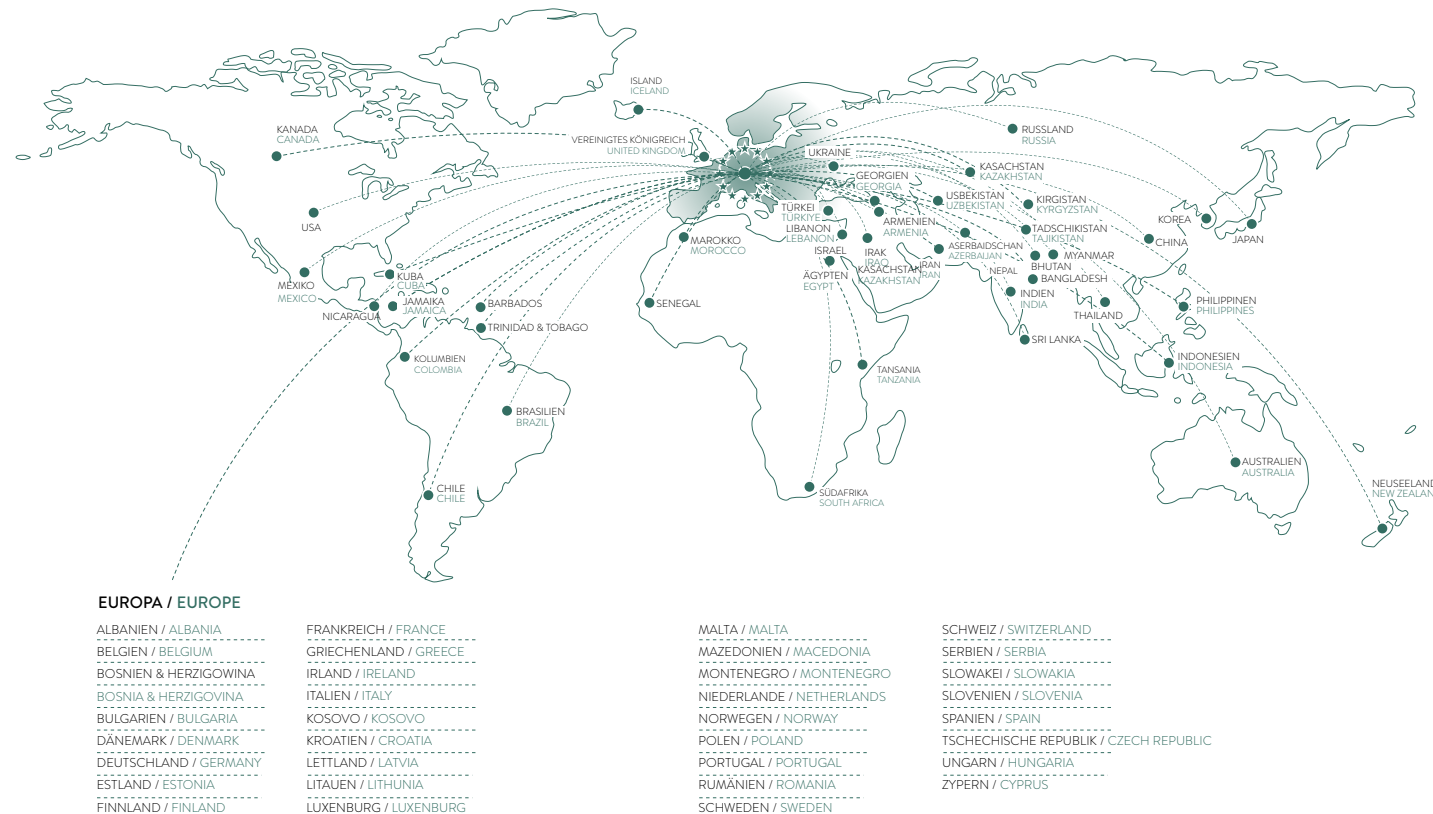 ISLAND
ICELAND
KANADA
CANADA
VEREINIGTES KÖNIGREICH
UNITED KINGDOM
UKRAINE
RUSSLAND
RUSSIA
KASACHSTAN
KAZAKHSTAN
GEORGIEN
GEORGIA
USBEKISTAN
UZBEKISTAN
KIRGISTAN
KYRGYZSTAN
TÜRKEI
TÜRKIYE
LIBANON
LEBANON
ARMENIEN
ARMENIA
KOREA
USA
TADSCHIKISTAN
TAJIKISTAN
CHINA
JAPAN
MAROKKO
MOROCCO
ISRAEL
IRAK
IRAQ
ASERBAIDSCHAN
AZERBAIJAN
MYANMAR
BHUTAN
IRAN
IRAN
KASACHSTAN
KAZAKHSTAN
ÄGYPTEN
EGYPT
NEPAL
BANGLADESH
MEXIKO
MEXICO
KUBA
CUBA
JAMAIKA
JAMAICA
NICARAGUA
BARBADOS
SENEGAL
INDIEN
INDIA
THAILAND
PHILIPPINEN
PHILIPPINES
TRINIDAD & TOBAGO
SRI LANKA
KOLUMBIEN
COLOMBIA
TANSANIA
TANZANIA
INDONESIEN
INDONESIA
BRASILIEN
BRAZIL
AUSTRALIEN
AUSTRALIA
CHILE
CHILE
SÜDAFRIKA
SOUTH AFRICA
NEUSEELAND
NEW ZEALAN
EUROPA / EUROPE
ALBANIEN / ALBANIA
BELGIEN / BELGIUM
BOSNIEN & HERZIGOWINA
BOSNIA & HERZIGOVINA
BULGARIEN / BULGARIA
DÄNEMARK / DENMARK
DEUTSCHLAND / GERMANY
ESTLAND / ESTONIA
FINNLAND / FINLAND
FRANKREICH / FRANCE
GRIECHENLAND / GREECE
IRLAND / IRELAND
ITALIEN / ITALY
KOSOVO / KOSOVO
KROATIEN / CROATIA
LETTLAND / LATVIA
LITAUEN / LITHUNIA
LUXENBURG / LUXENBURG
MALTA / MALTA
MAZEDONIEN / MACEDONIA
MONTENEGRO / MONTENEGRO
NIEDERLANDE / NETHERLANDS
NORWEGEN / NORWAY
POLEN / POLAND
PORTUGAL / PORTUGAL
RUMÄNIEN / ROMANIA
SCHWEDEN / SWEDEN
SCHWEIZ / SWITZERLAND
SERBIEN / SERBIA
SLOWAKEI / SLOWAKIA
SLOVENIEN / SLOVENIA
SPANIEN / SPAIN
TSCHECHISCHE REPUBLIK / CZECH REPUBLIC
UNGARN / HUNGARIA
ZYPERN / CYPRUS